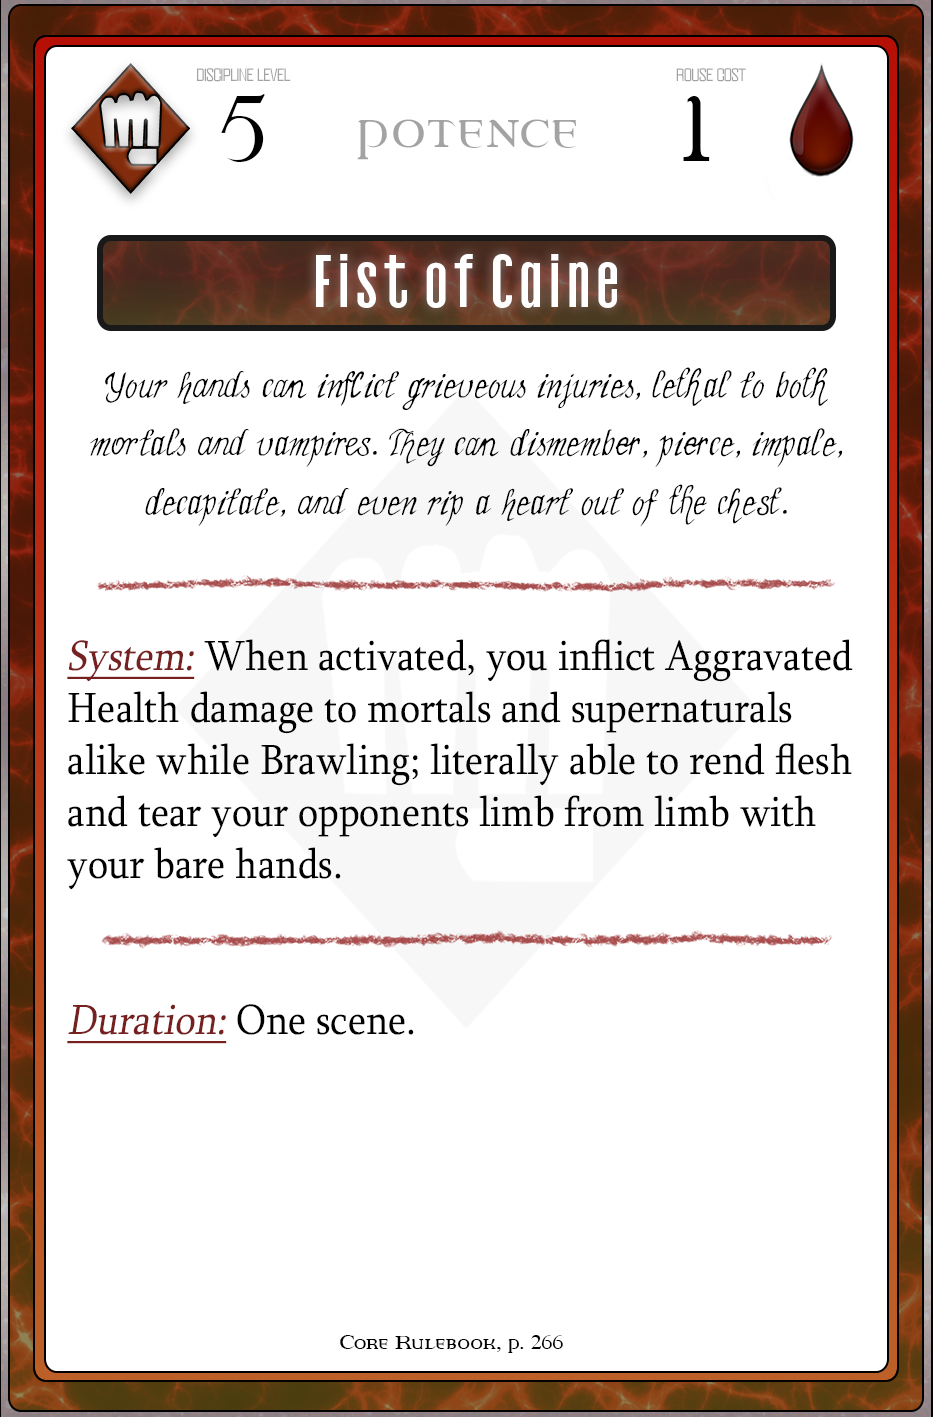 DISCIPLINE LEVEL
5
POTENCE
ROUSE COST
1
Fist of Caine
Your hands can inflict grieveous injuries, lethal to both
mortals and vampires. They can dismember, pierce, impale,
decapitate, and even rip a heart out of the chest.
System: When activated, you inflict Aggravated
Health damage to mortals and supernaturals
alike while Brawling; literally able to rend flesh
and tear your opponents limb from limb with
your bare hands.
Duration: One scene.
Core Rulebook, p. 266